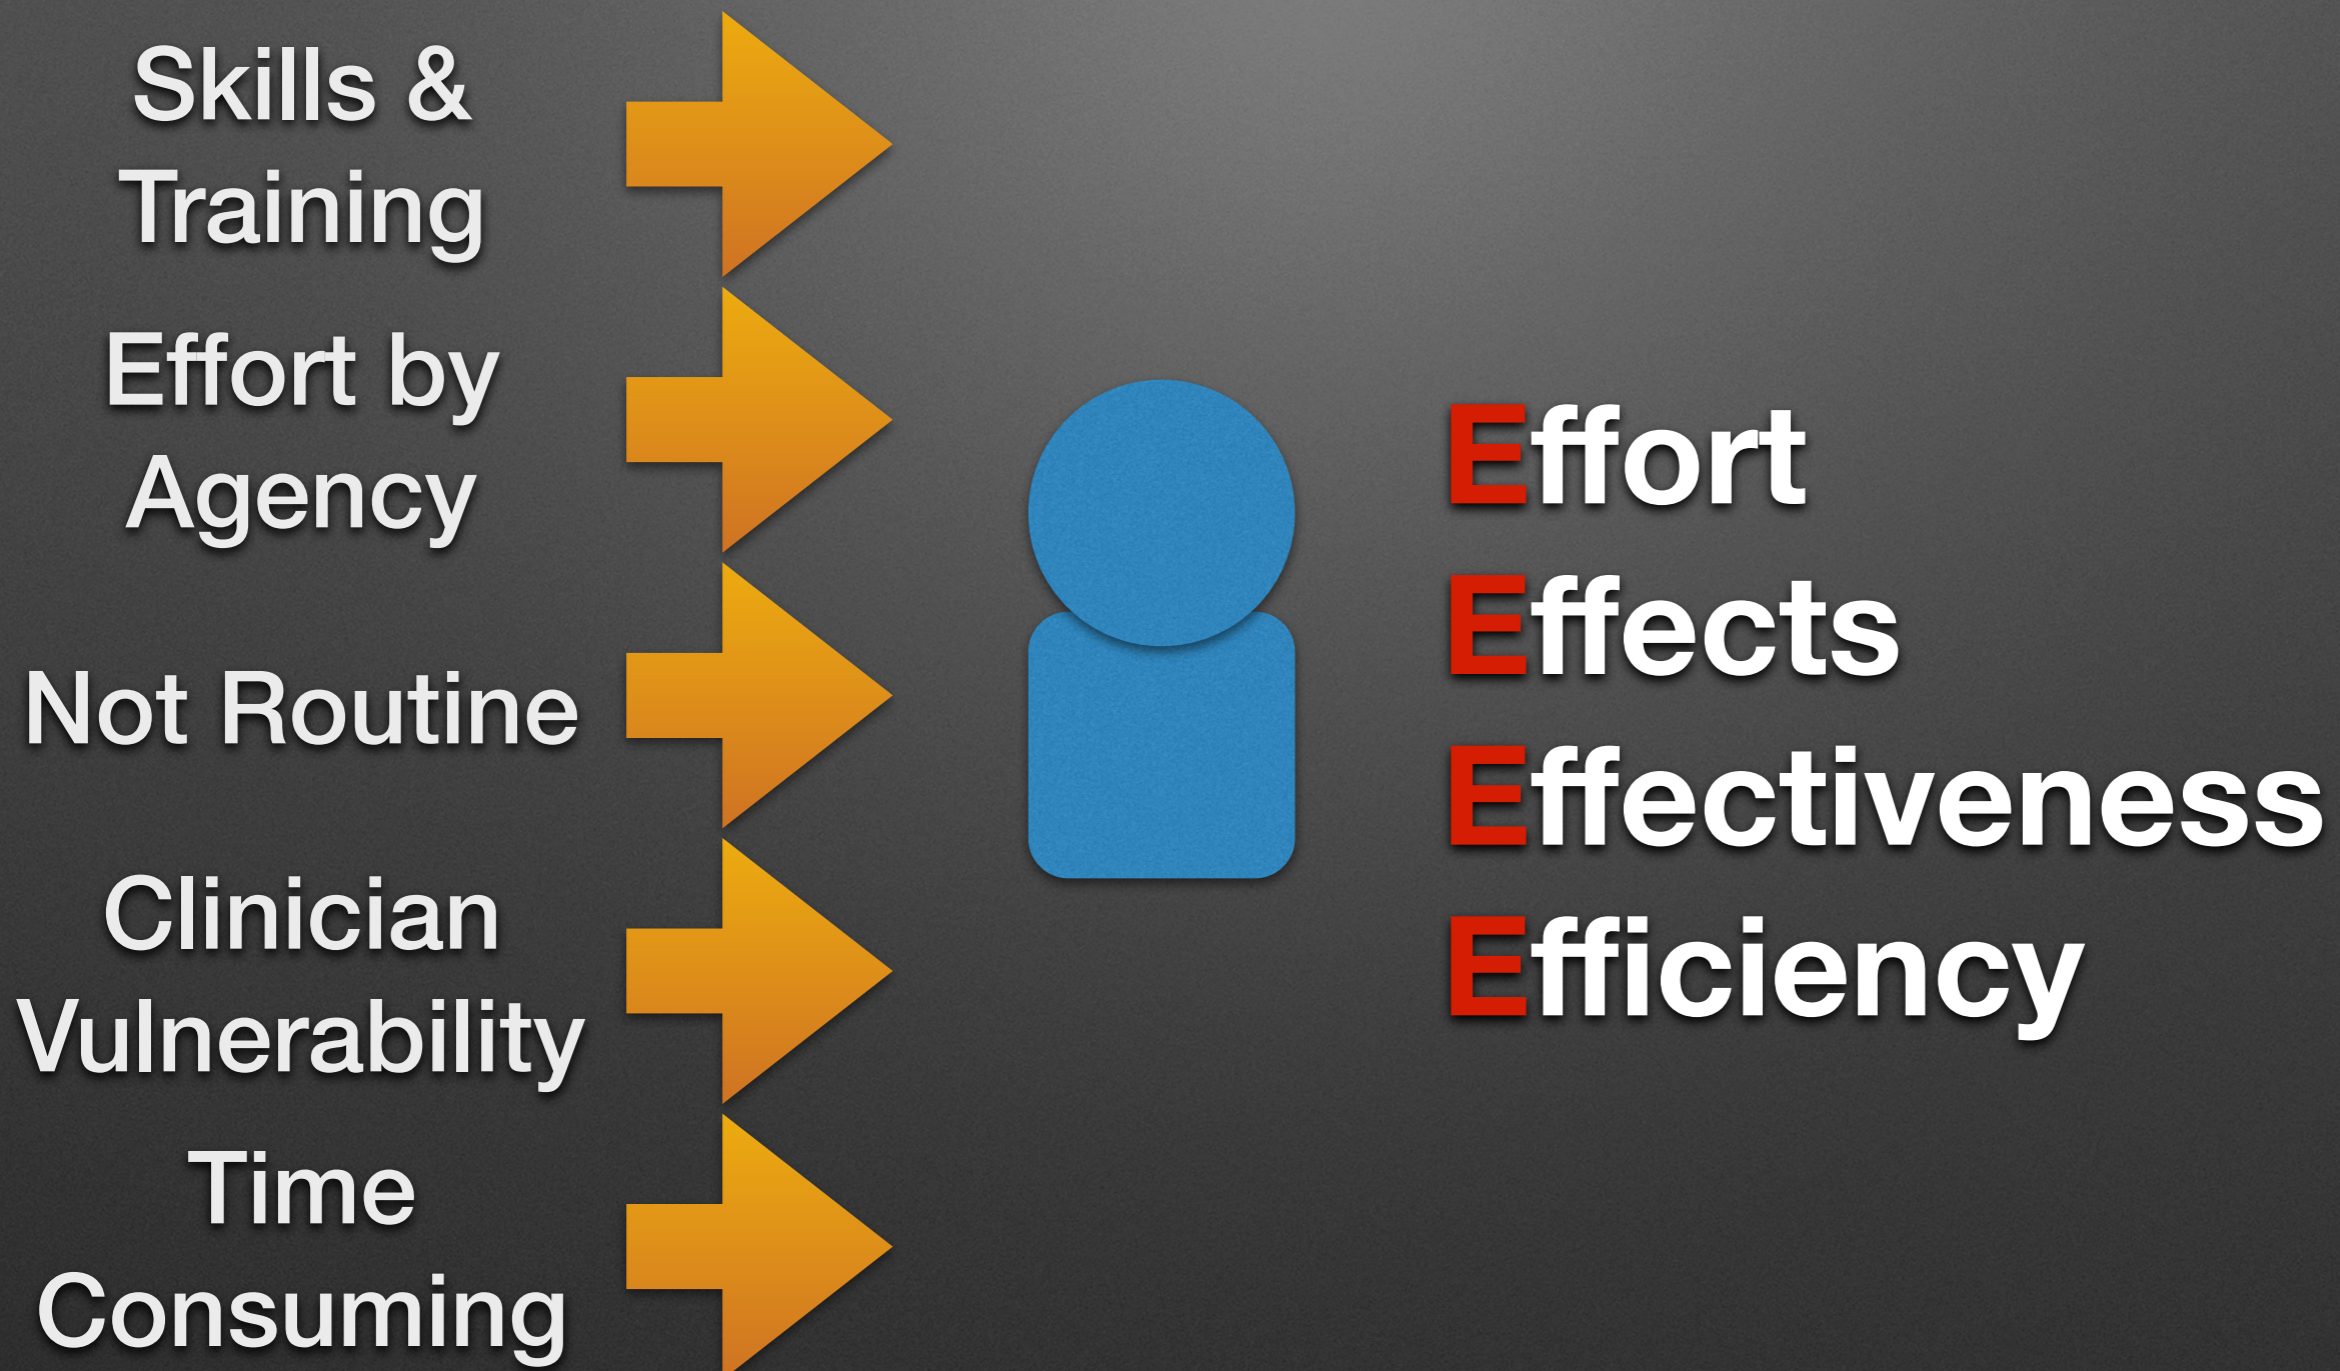 Skills &
Training
Effort by
Agency
Not Routine
Clinician
Vulnerability
Time
Consuming
Effort
Effects
Effectiveness
Efficiency